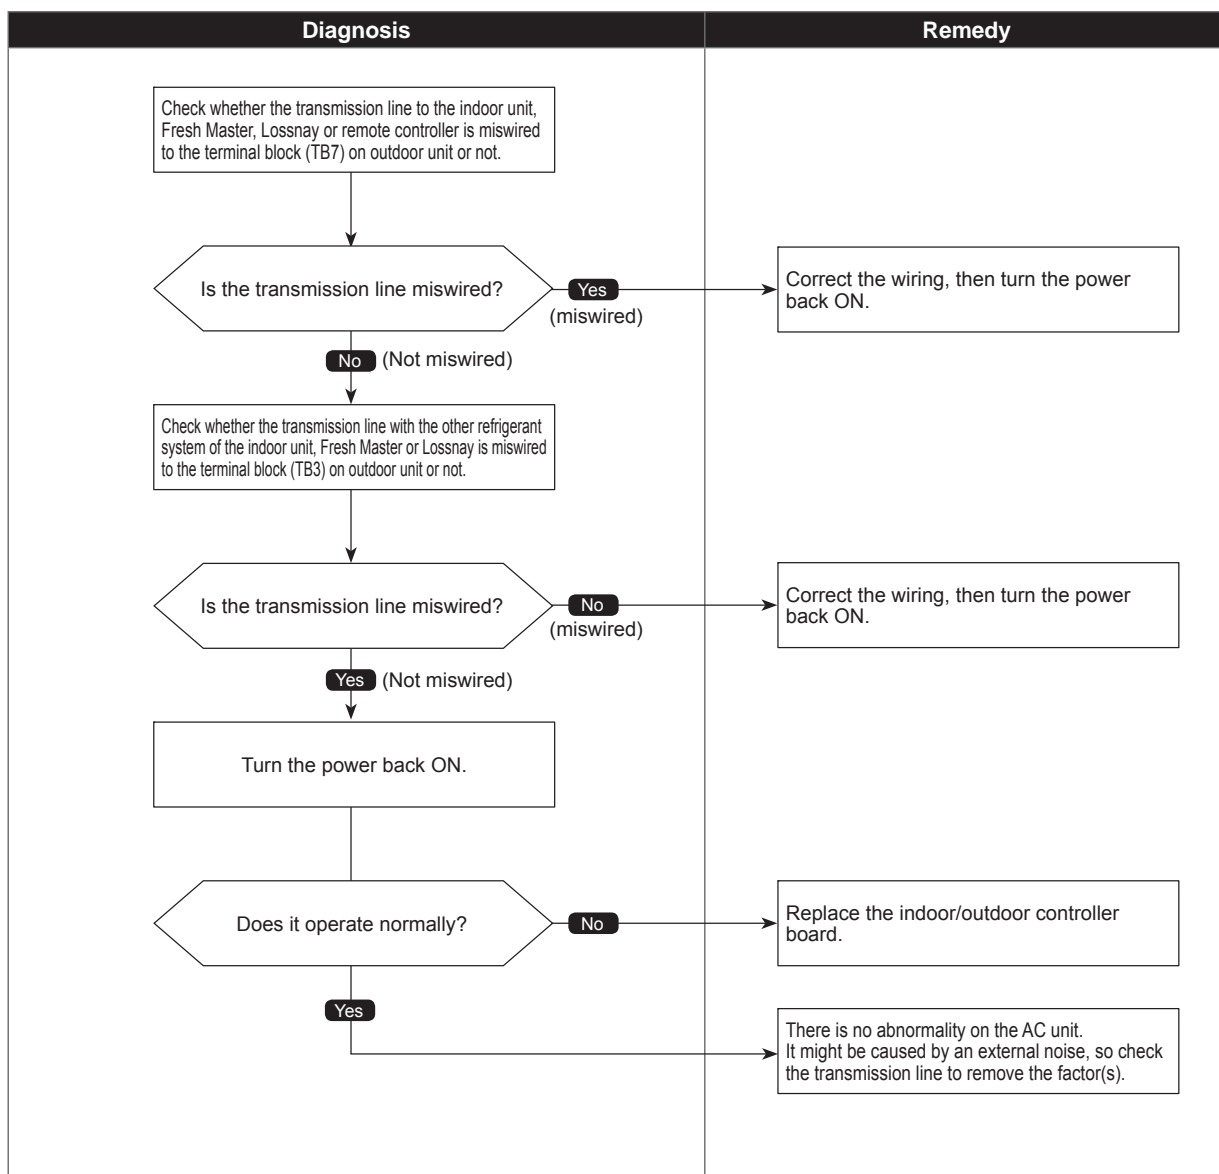 Diagnosis
Remedy
Check whether the transmission line to the indoor unit,
Fresh Master, Lossnay or remote controller is miswired
to the terminal block (TB7) on outdoor unit or not.
Is the transmission line miswired?
Yes
(miswired)
Correct the wiring, then turn the power
back ON.
No (Not miswired)
Check whether the transmission line with the other refrigerant
system of the indoor unit, Fresh Master or Lossnay is miswired
to the terminal block (TB3) on outdoor unit or not.
Is the transmission line miswired?
No
(miswired)
Correct the wiring, then turn the power
back ON.
Yes (Not miswired)
Turn the power back ON.
Does it operate normally?
No
Replace the indoor/outdoor controller
board.
Yes
There is no abnormality on the AC unit.
It might be caused by an external noise, so check
the transmission line to remove the factor(s).